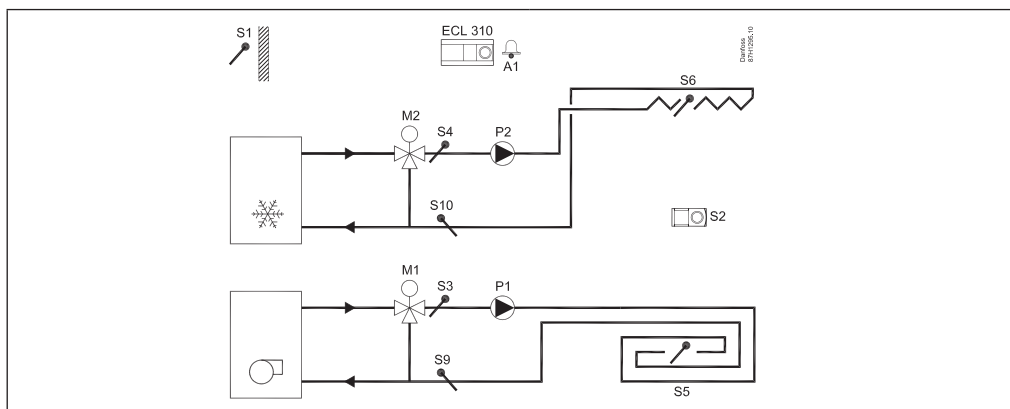 S1
ECL 310
A1
Danfoss
87H1295.10
S6
M2
S4
P2
S10
S2
M1
S3
P1
S9
S5